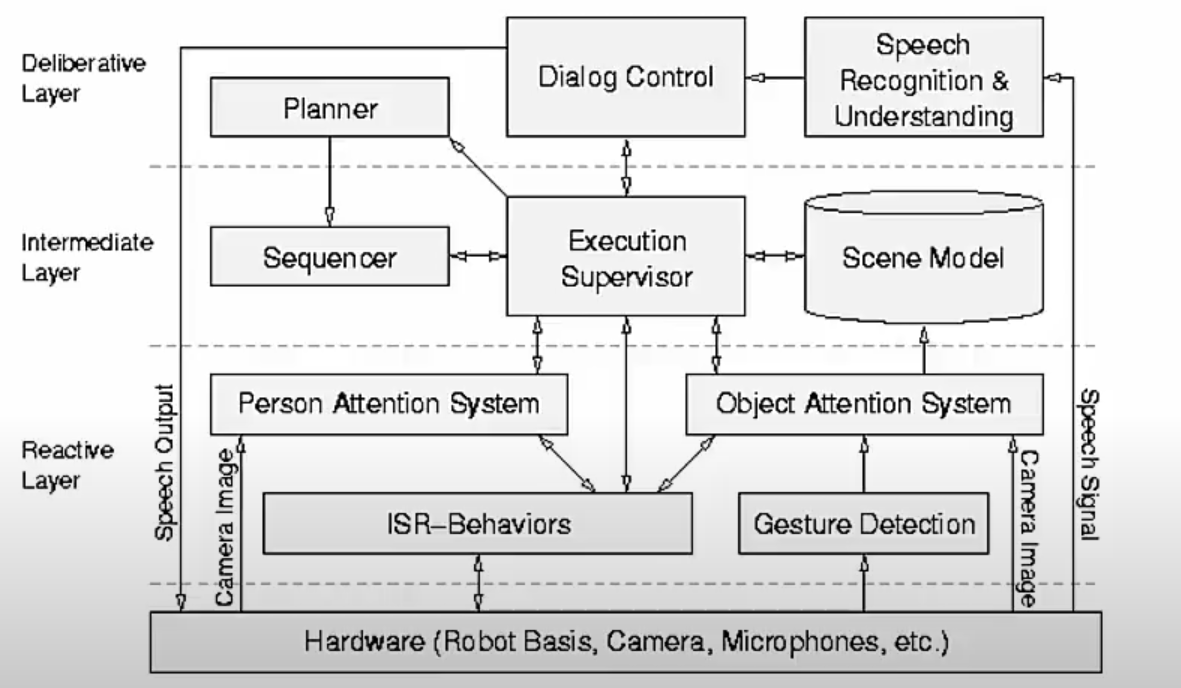 Deliberative
Layer
Planner
Dialog Control
Speech
Recognition &
Understanding
Intermediate
Layer
Sequencer
Execution
Supervisor
Scene Model
Reactive
Layer
Person Attention System
Object Attention System
ISR–Behaviors
Gesture Detection
Speech Output
Camera Image
Camera Image
Speech Signal
Hardware (Robot Basis, Camera, Microphones, etc.)